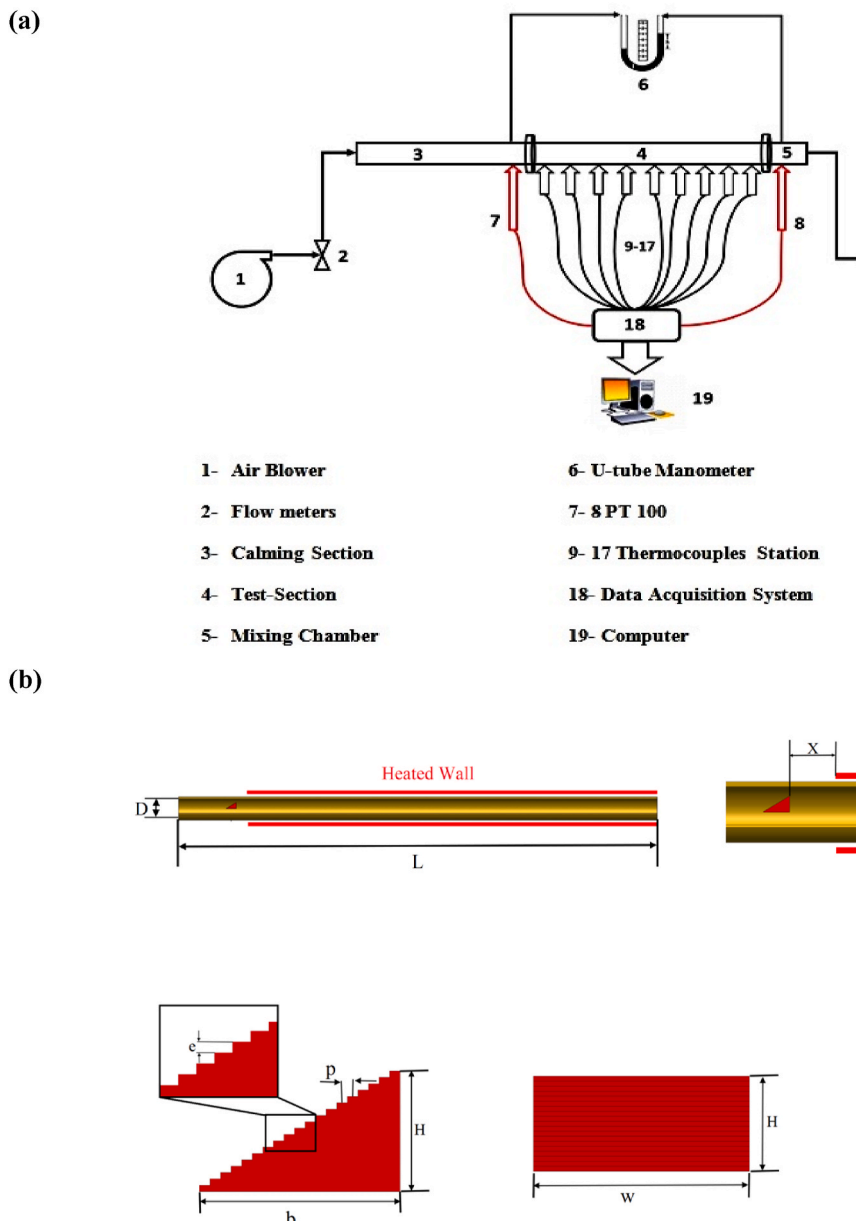 (a)
6
3
4
5
7
8
2
9-17
1
18
19
1- Air Blower
2- Flow meters
3- Calming Section
4- Test-Section
5- Mixing Chamber
6- U-tube Manometer
7- 8 PT 100
9- 17 Thermocouples Station
18- Data Acquisition System
19- Computer
(b)
X
Heated Wall
D
L
e
p
H
b
H
w